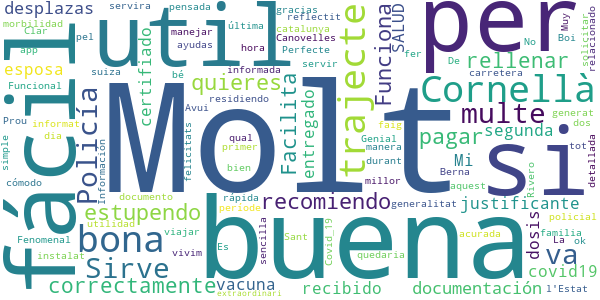 morbilidad
servira
pensada
última
gracias
reflectit
desplazas
Clar
app
pel
útil
manejar
ayudas
catalunya
Canovelles
Perfecte
hora
servir
per
Muy
Boi
No
solicitar
relacionado
esposa
Funcional
suiza
bé
informada
quieres
certificado
trajecte
Funciona
SALUD
fer
De
rellenar
carretera
Prou
informat
dia
Avui
residiendo
Facilita
entregado
Cornellà
generat
dos
simple
fácil
Policía
Información
felicitats
Molt
qual
primer
bien
Genial
manera
durant
faig
multe
pagar
segunda
si
tot
detallada
Mi
Berna
millor
aquest
Rivero
cómodo
documento
estupendo
utilidad
viajar
rápida
periode
recomiendo
generalitat
justificante
policial
Fenomenal
bona
Es
sencilla
buena
Sant
Covid_19
quedaria
acurada
dosis
La
ok
familia
va
instalat
vivim
Sirve
covid19
correctamente
vacuna
extraordinari
recibido
documentación
l'Estat